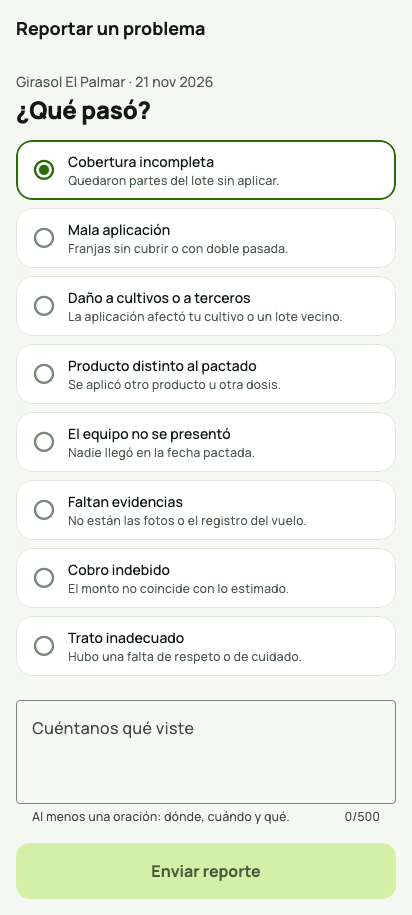 Reportar un problema
Girasol El Palmar · 21 nov 2026
¿Qué pasó?
Cobertura incompleta
Quedaron partes del lote sin aplicar.
Mala aplicación
Franjas sin cubrir o con doble pasada.
Daño a cultivos o a terceros
La aplicación afectó tu cultivo o un lote vecino.
Producto distinto al pactado
Se aplicó otro producto u otra dosis.
El equipo no se presentó
Nadie llegó en la fecha pactada.
Faltan evidencias
No están las fotos o el registro del vuelo.
Cobro indebido
El monto no coincide con lo estimado.
Trato inadecuado
Hubo una falta de respeto o de cuidado.
Cuéntanos qué viste
Al menos una oración: dónde, cuándo y qué. 0/500
Enviar reporte